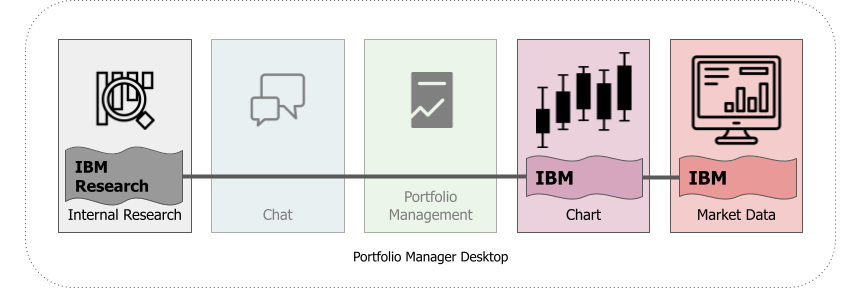 IBM
Research
Internal Research
Chat
Portfolio
Management
IBM
Chart
IBM
Market Data
Portfolio Manager Desktop